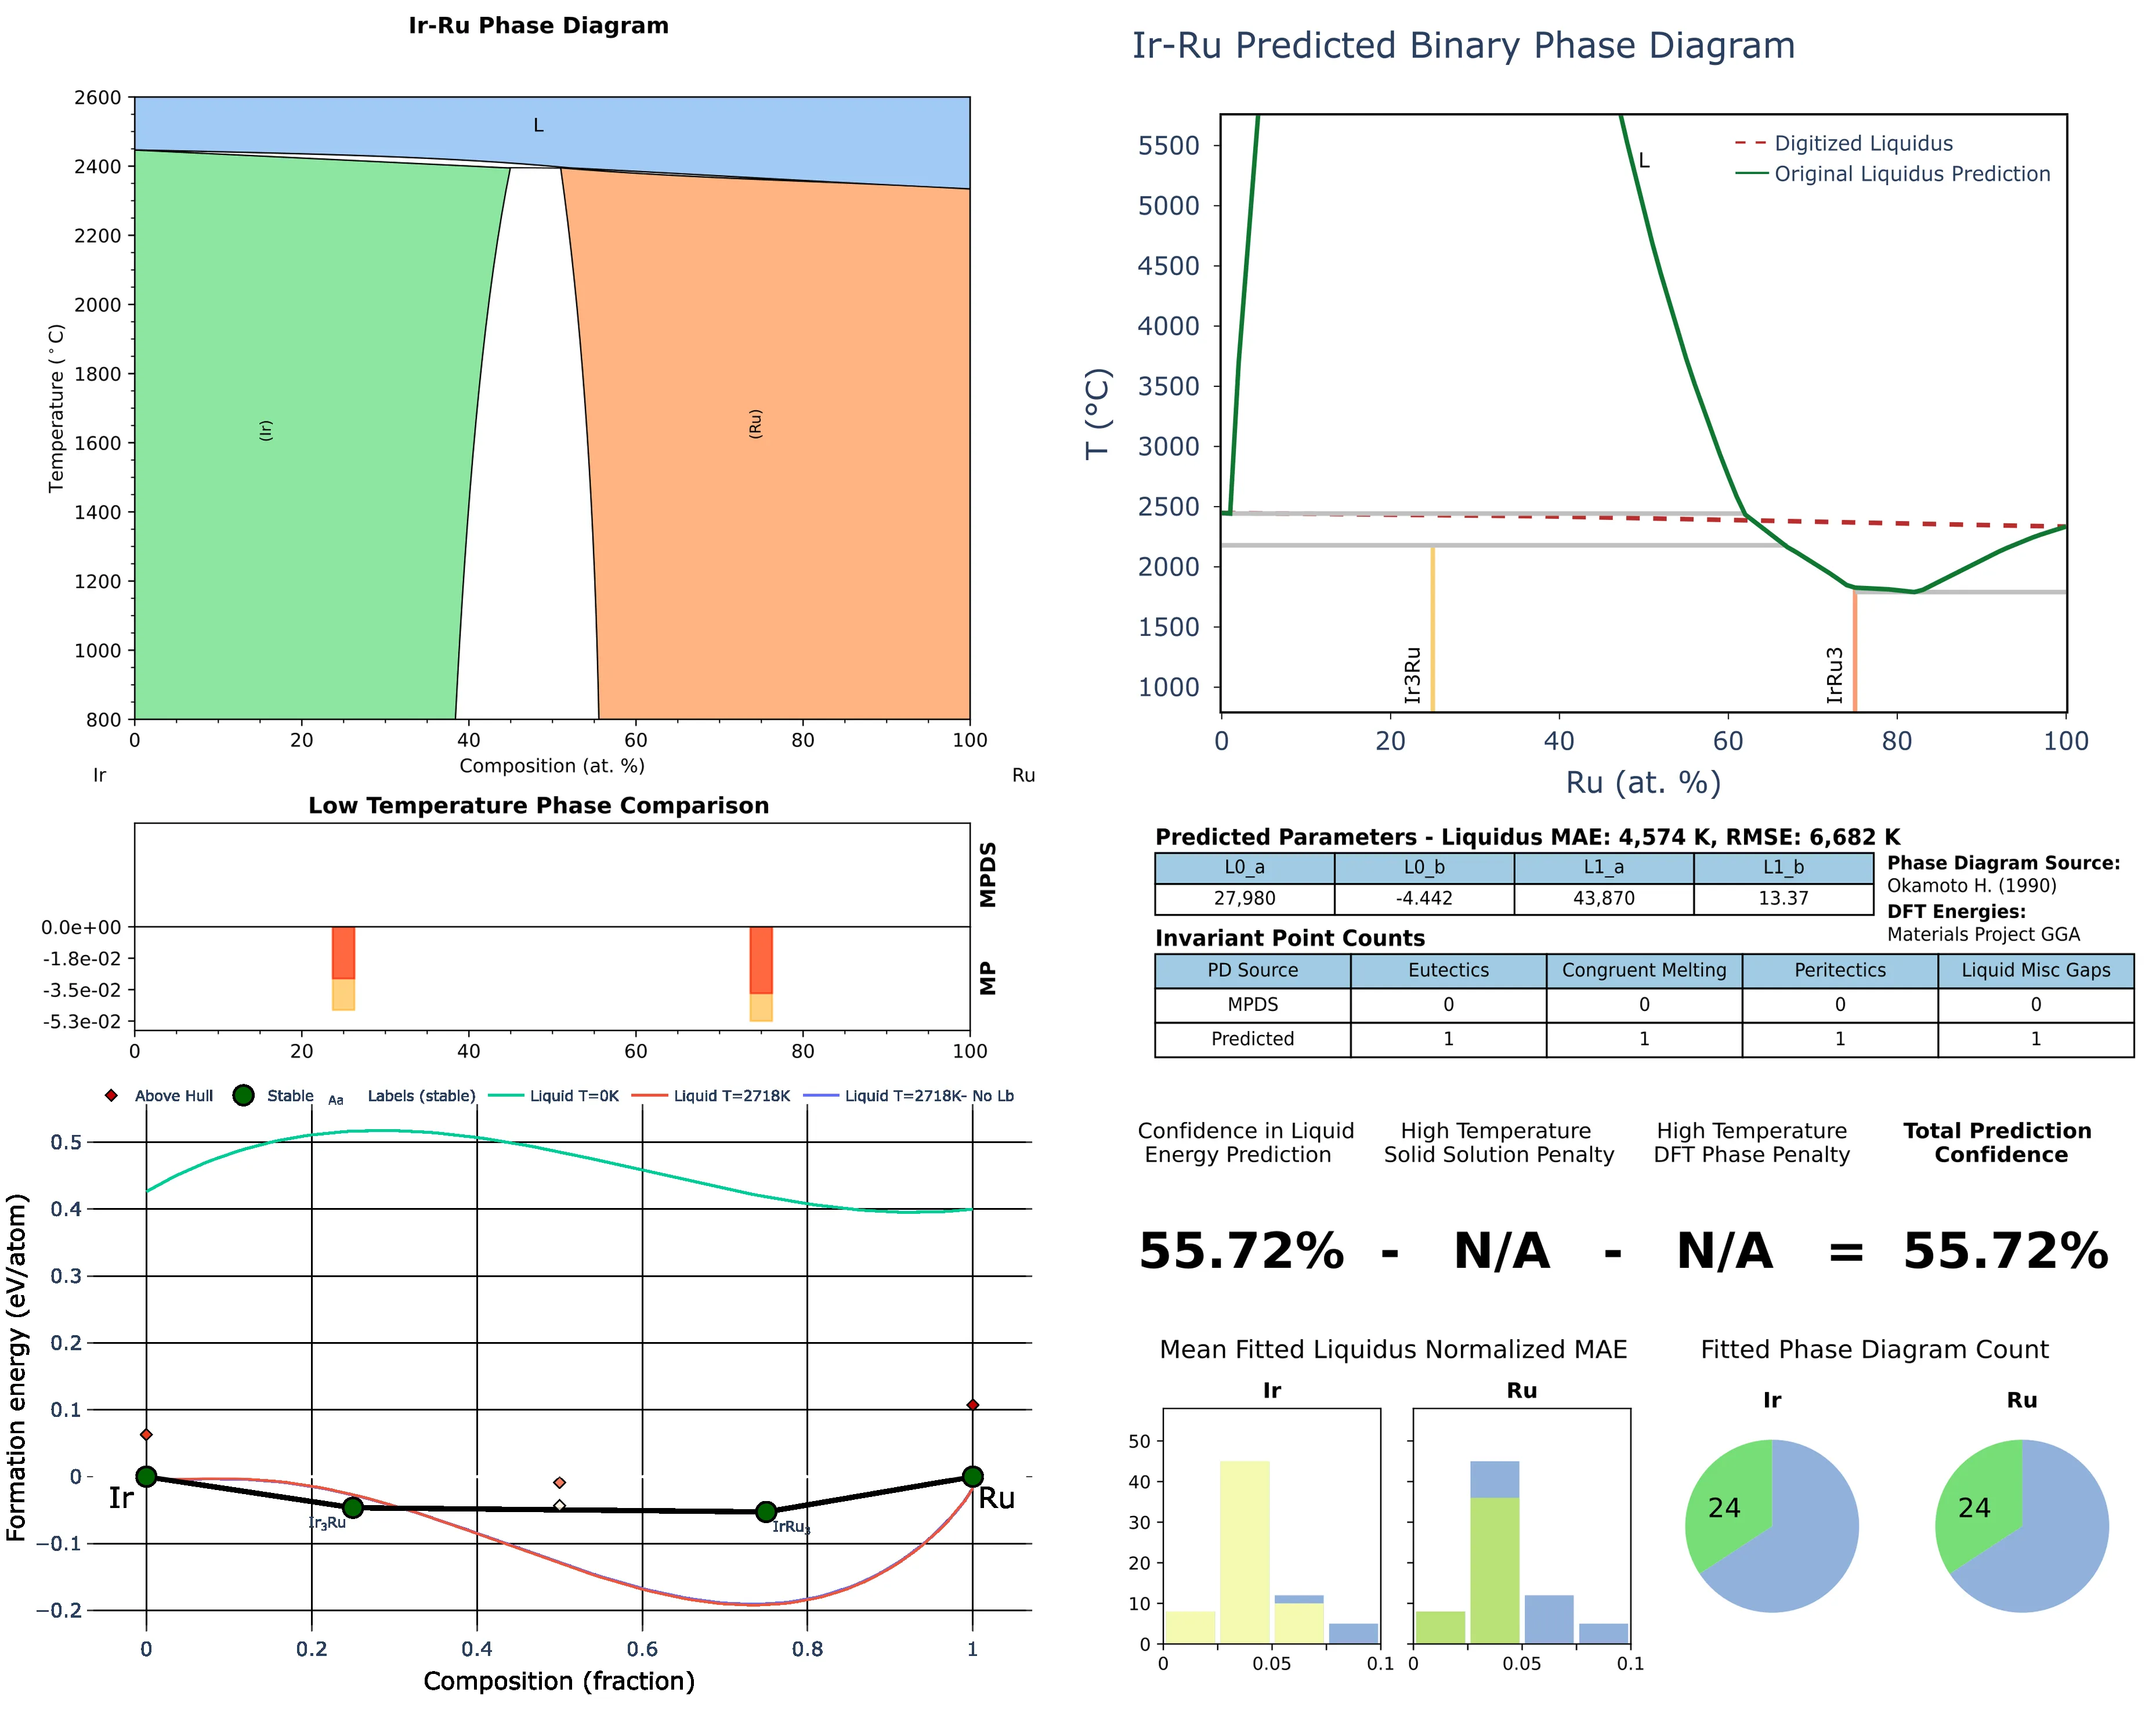 Ir-Ru Phase Diagram
2600
2400
2200
2000
1800
1600
1400
1200
1000
800
Temperature (°C)
L
(Ir)
(Ru)
0 20 40 60 80 100
Composition (at. %)
Ir Ru
Low Temperature Phase Comparison
MPDS
MP
0.0e+00
-1.8e-02
-3.5e-02
-5.3e-02
0 20 40 60 80 100
Above Hull Stable Aa Labels (stable) Liquid T=0K Liquid T=2718K Liquid T=2718K- No Lb
0.5
0.4
0.3
0.2
0.1
0
−0.1
−0.2
Formation energy (eV/atom)
Ir
Ir3Ru
IrRu3
Ru
0 0.2 0.4 0.6 0.8 1
Composition (fraction)
Ir-Ru Predicted Binary Phase Diagram
Digitized Liquidus
Original Liquidus Prediction
L
5500
5000
4500
4000
3500
3000
2500
2000
1500
1000
T (°C)
Ir3Ru
IrRu3
0 20 40 60 80 100
Ru (at. %)
Predicted Parameters - Liquidus MAE: 4,574 K, RMSE: 6,682 K
L0_a L0_b L1_a L1_b
27,980 -4.442 43,870 13.37
Phase Diagram Source:
Okamoto H. (1990)
DFT Energies:
Materials Project GGA
Invariant Point Counts
PD Source Eutectics Congruent Melting Peritectics Liquid Misc Gaps
MPDS 0 0 0 0
Predicted 1 1 1 1
Confidence in Liquid
Energy Prediction
High Temperature
Solid Solution Penalty
High Temperature
DFT Phase Penalty
Total Prediction
Confidence
55.72% - N/A - N/A = 55.72%
Mean Fitted Liquidus Normalized MAE
Ir
Ru
50
40
30
20
10
0
0 0.05 0.1
0 0.05 0.1
Fitted Phase Diagram Count
Ir
Ru
24
24